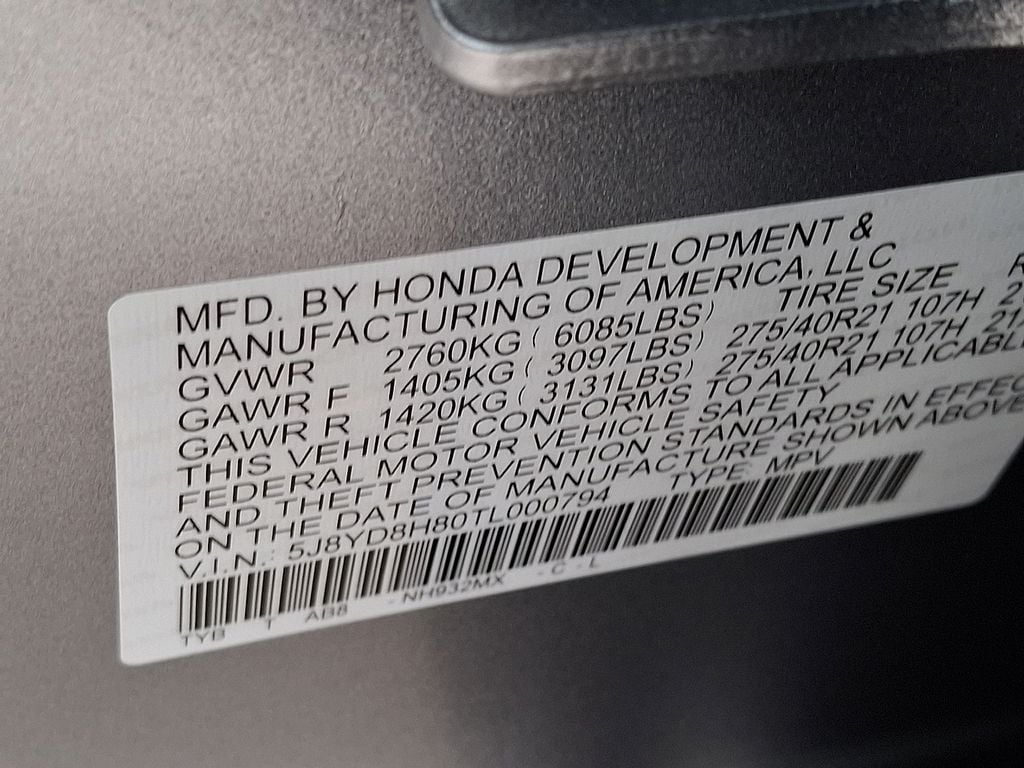 MFD. BY HONDA DEVELOPMENT &
MANUFACTURING OF AMERICA, LLC
GVWR 2760KG ( 6085LBS) TIRE SIZE
GAWR F 1405KG ( 3097LBS) 275/40R21 107H
GAWR R 1420KG ( 3131LBS) 275/40R21 107H
THIS VEHICLE CONFORMS TO ALL APPLICABL
FEDERAL MOTOR VEHICLE SAFETY
AND THEFT PREVENTION STANDARDS IN EFFEC
ON THE DATE OF MANUFACTURE SHOWN ABOVE
V.I.N.: 5J8YD8H80TL000794 TYPE: MPV
TYB T AB8 - NH932MX - C - L